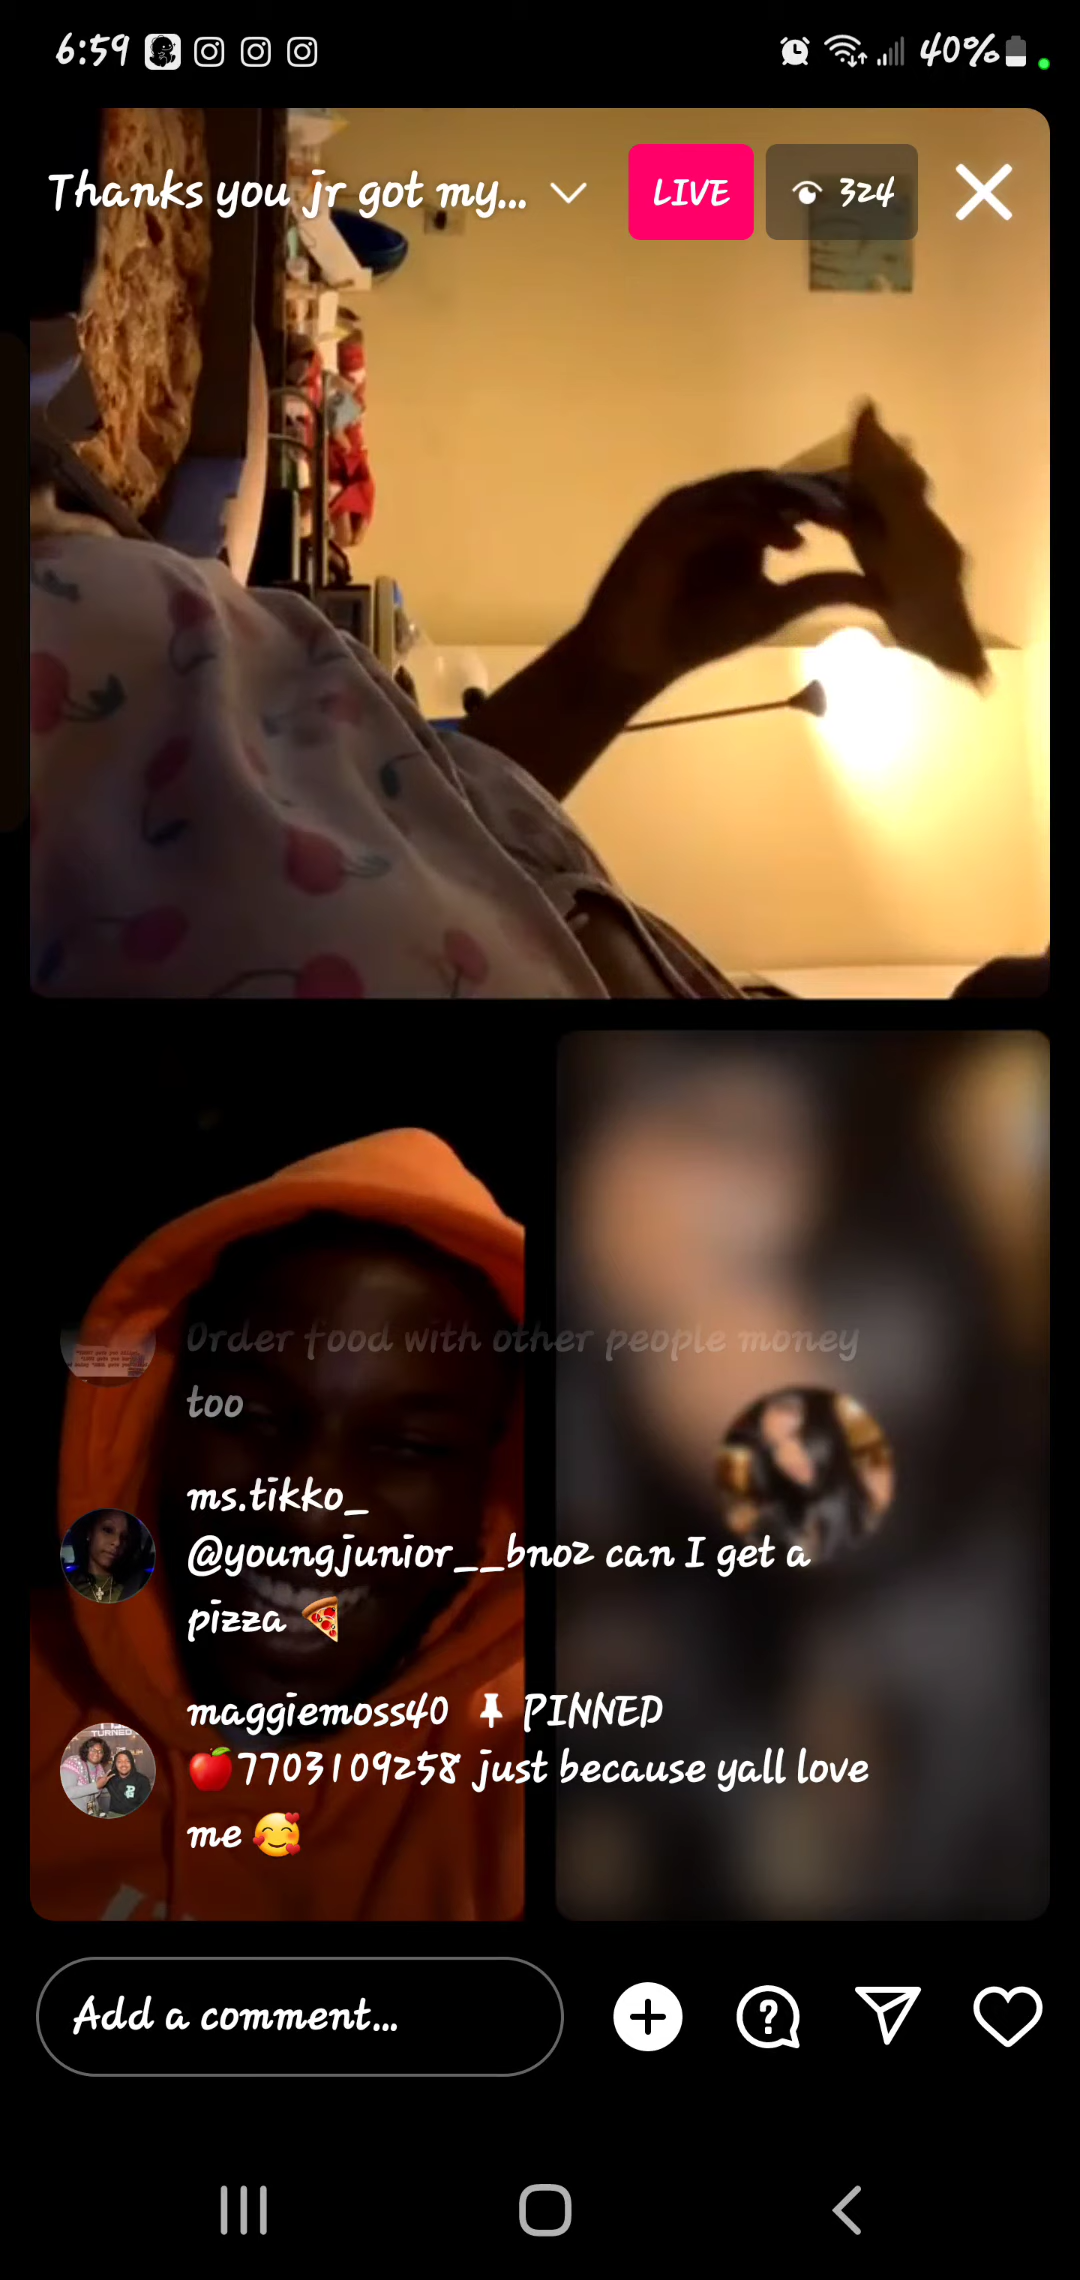 6:59
40%
Thanks you jr got my...
LIVE
324
Order food with other people money
too
ms.tikko_
@youngjunior__bnoz can I get a
pizza 🍕
maggiemoss40 📌 PINNED
🍎7703109258 just because yall love
me 🥰
TURNED
Add a comment...